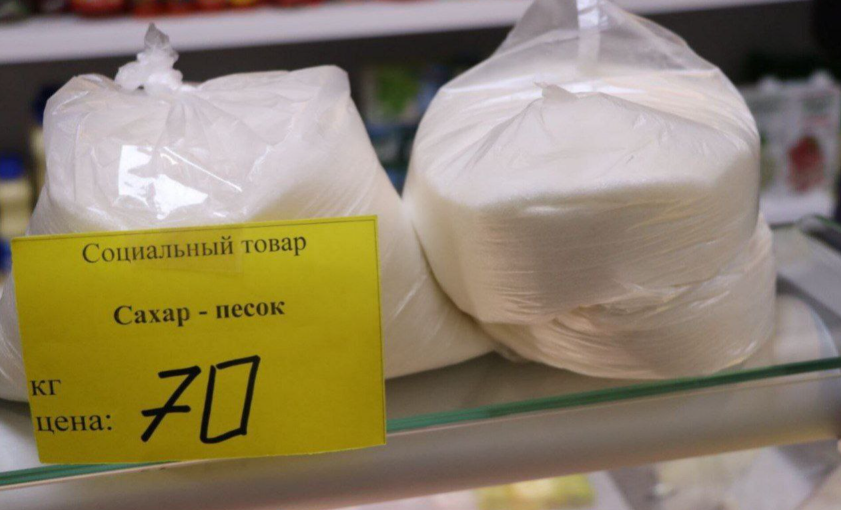 Социальный товар
Сахар - песок
кг
цена: 70